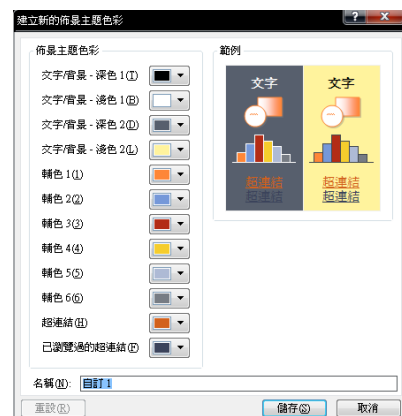 建立新的佈景主題色彩
佈景主題色彩
文字/背景 - 深色 1(T)
文字/背景 - 淺色 1(B)
文字/背景 - 深色 2(D)
文字/背景 - 淺色 2(L)
輔色 1(1)
輔色 2(2)
輔色 3(3)
輔色 4(4)
輔色 5(5)
輔色 6(6)
超連結(H)
已瀏覽過的超連結(F)
範例
文字 文字
超連結 超連結
超連結 超連結
名稱(N): 自訂 1
重設(R) 儲存(S) 取消